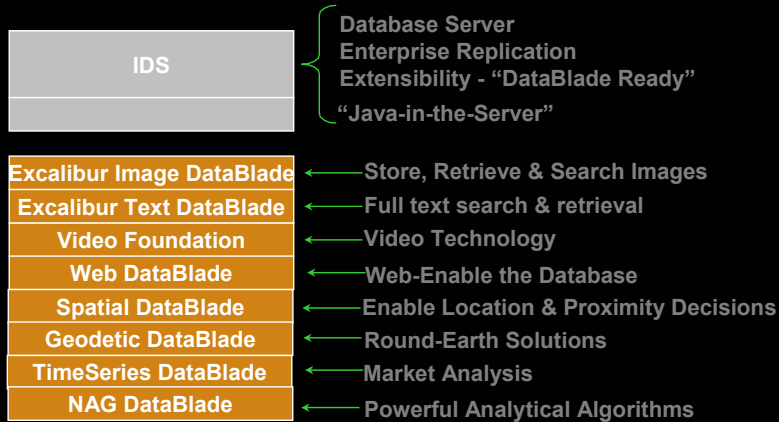 IDS
Database Server
Enterprise Replication
Extensibility - “DataBlade Ready”
“Java-in-the-Server”
Excalibur Image DataBlade
Store, Retrieve & Search Images
Excalibur Text DataBlade
Full text search & retrieval
Video Foundation
Video Technology
Web DataBlade
Web-Enable the Database
Spatial DataBlade
Enable Location & Proximity Decisions
Geodetic DataBlade
Round-Earth Solutions
TimeSeries DataBlade
Market Analysis
NAG DataBlade
Powerful Analytical Algorithms